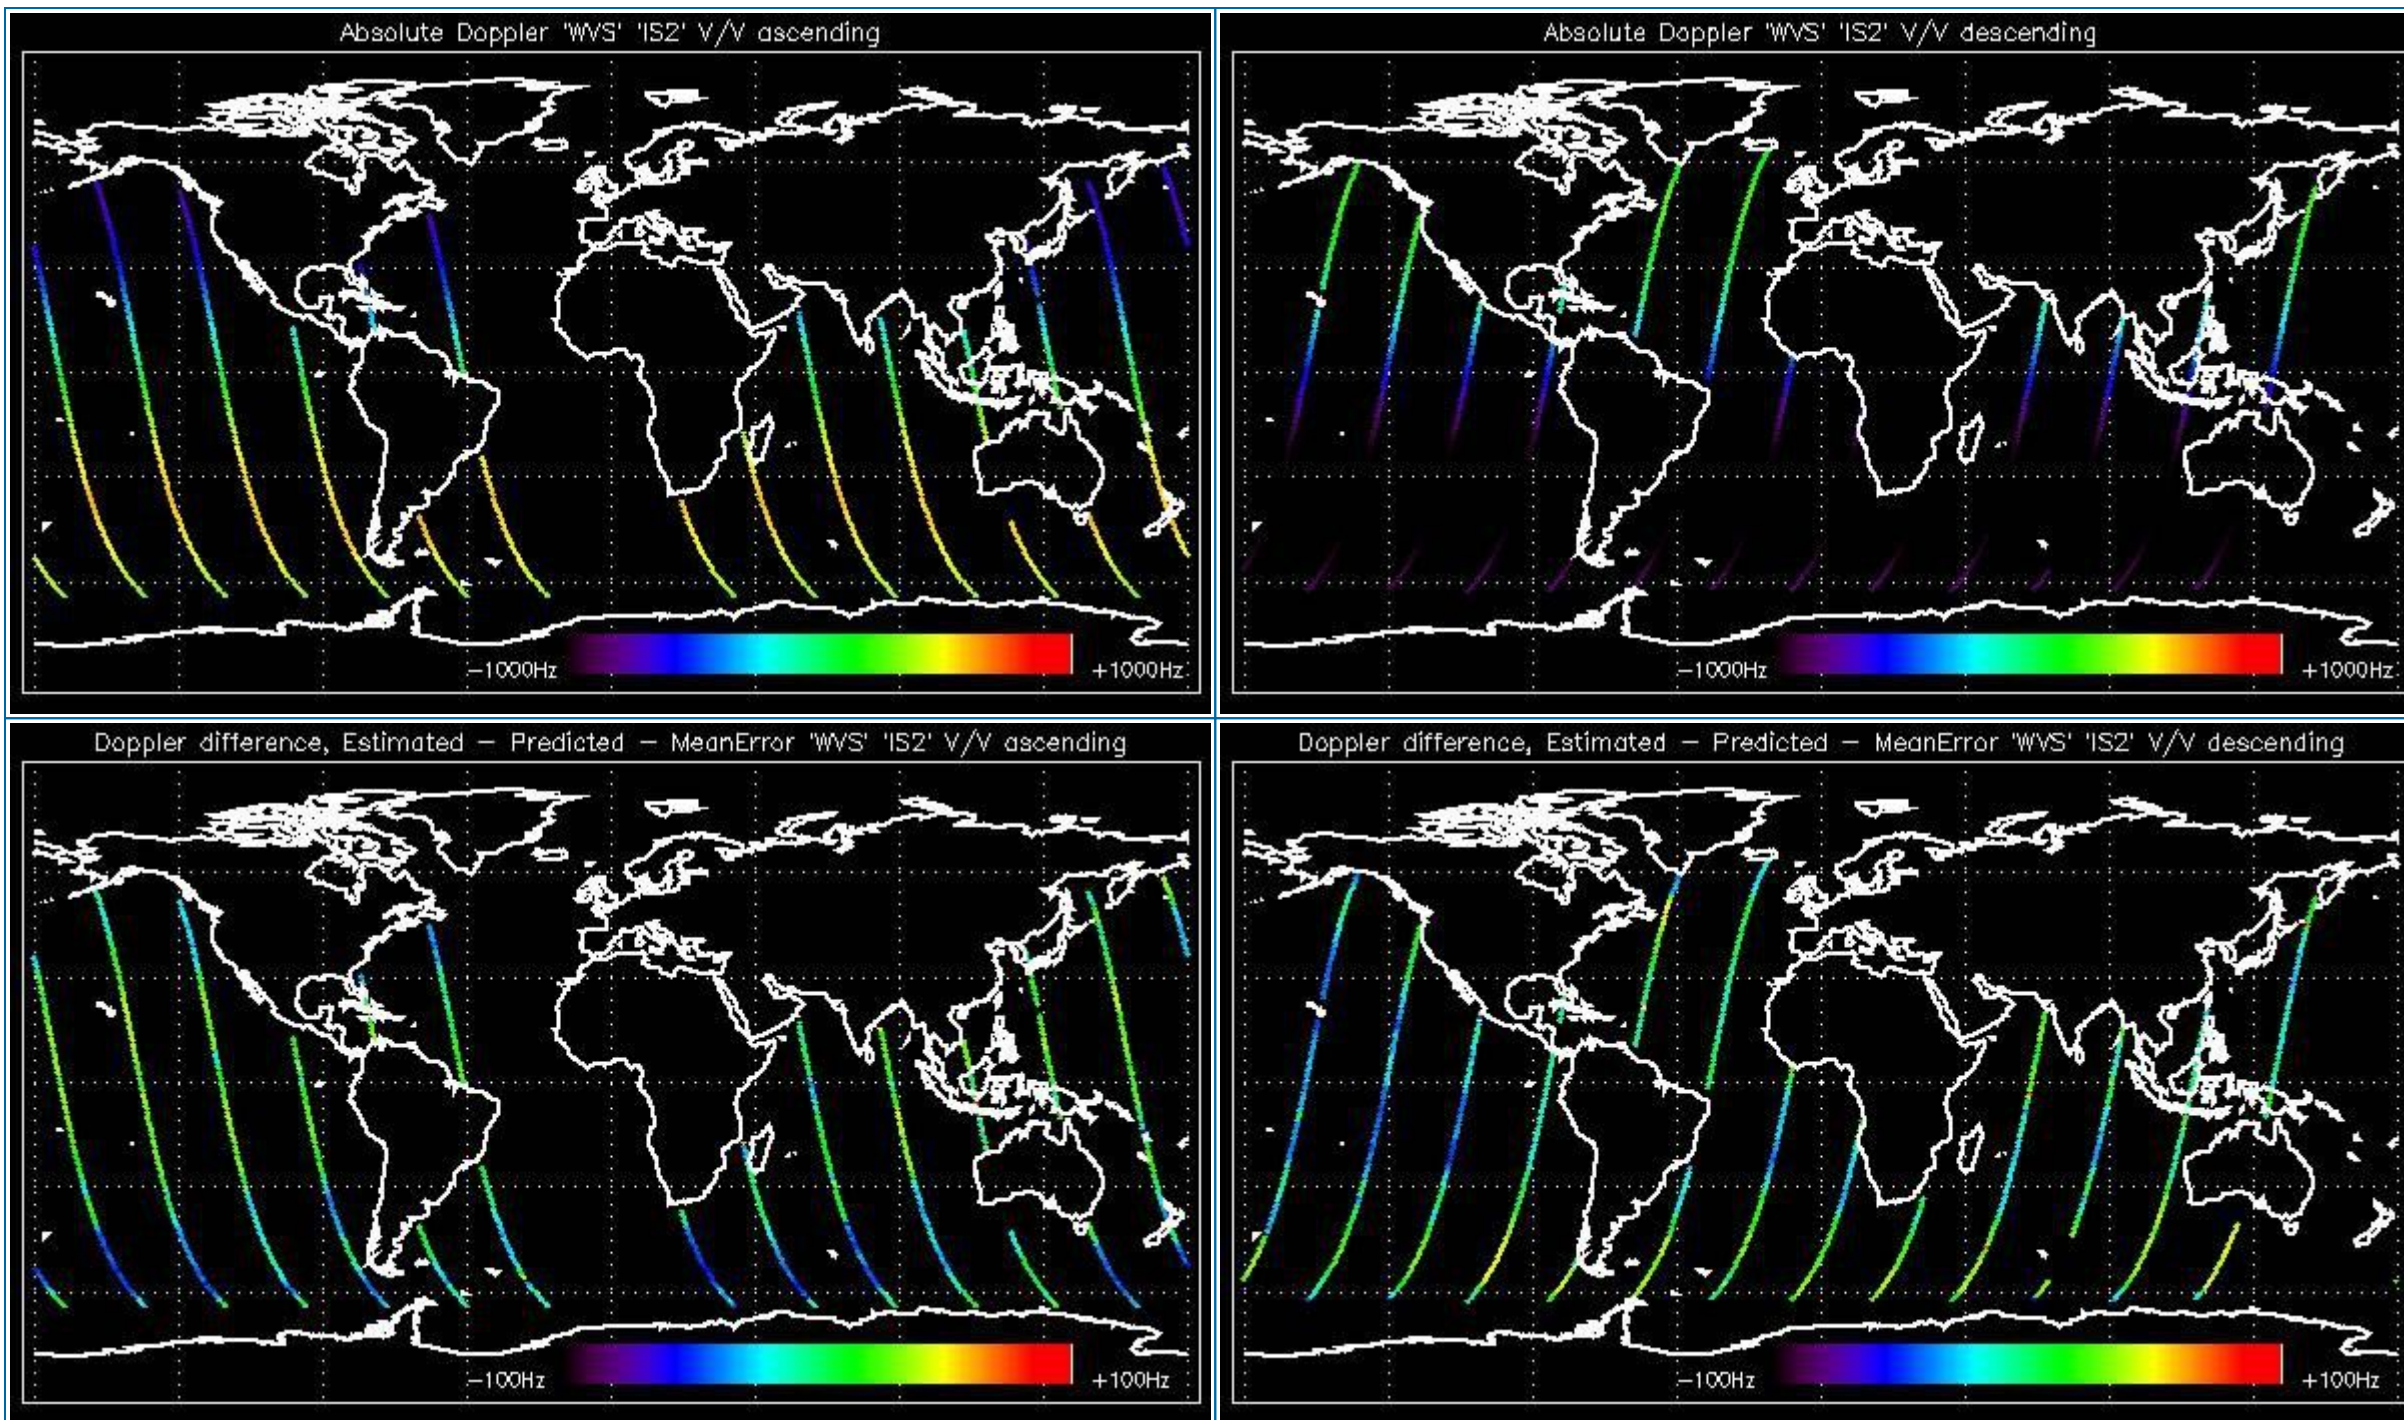 Absolute Doppler 'WVS' 'IS2' V/V ascending
-1000Hz +1000Hz
Absolute Doppler 'WVS' 'IS2' V/V descending
-1000Hz +1000Hz
Doppler difference, Estimated - Predicted - MeanError 'WVS' 'IS2' V/V ascending
-100Hz +100Hz
Doppler difference, Estimated - Predicted - MeanError 'WVS' 'IS2' V/V descending
-100Hz +100Hz